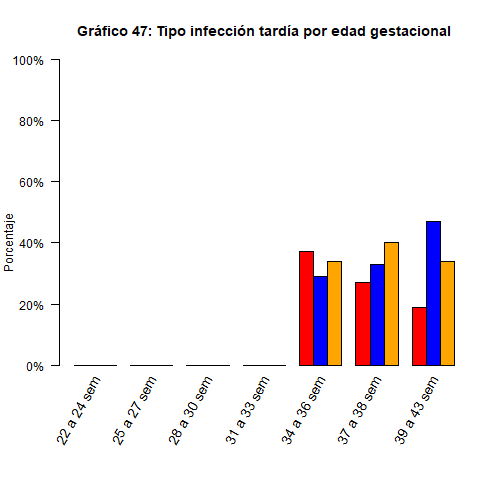 Gráfico 47: Tipo infección tardía por edad gestacional
Porcentaje
100%
80%
60%
40%
20%
0%
22 a 24 sem
25 a 27 sem
28 a 30 sem
31 a 33 sem
34 a 36 sem
37 a 38 sem
39 a 43 sem